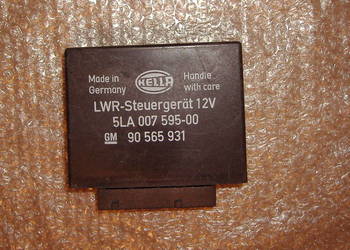 Made in Germany
HELLA
Handle with care
LWR-Steuergerät 12V
5LA 007 595-00
GM 90 565 931